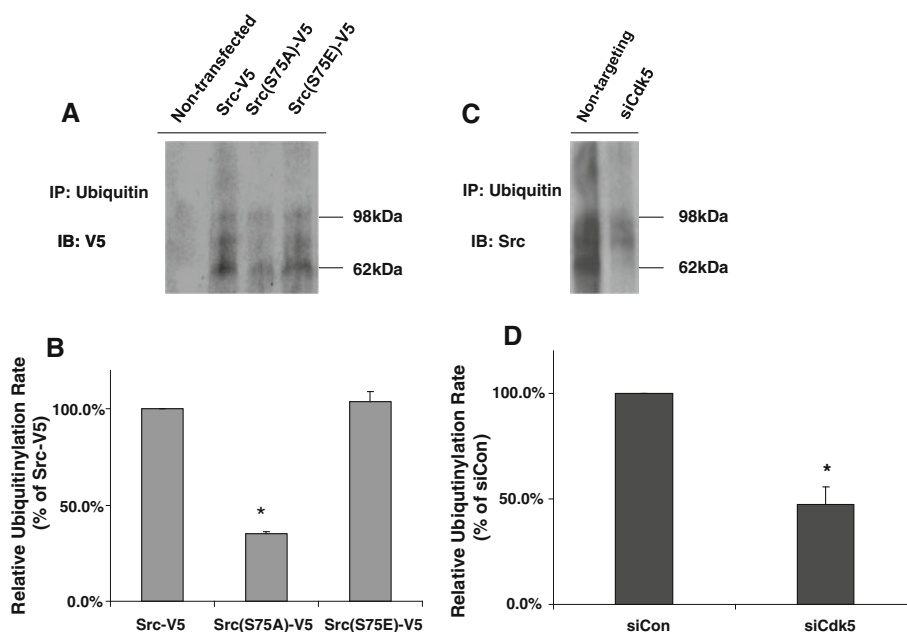 A
Non-transfected
Src-V5
Src(S75A)-V5
Src(S75E)-V5
IP: Ubiquitin
IB: V5
98kDa
62kDa
C
Non-targeting
siCdk5
IP: Ubiquitin
IB: Src
98kDa
62kDa
B
Relative Ubiquitinylation Rate
(% of Src-V5)
100.0%
50.0%
0.0%
*
Src-V5
Src(S75A)-V5
Src(S75E)-V5
D
Relative Ubiqutinylation Rate
(% of siCon)
100.0%
50.0%
0.0%
*
siCon
siCdk5